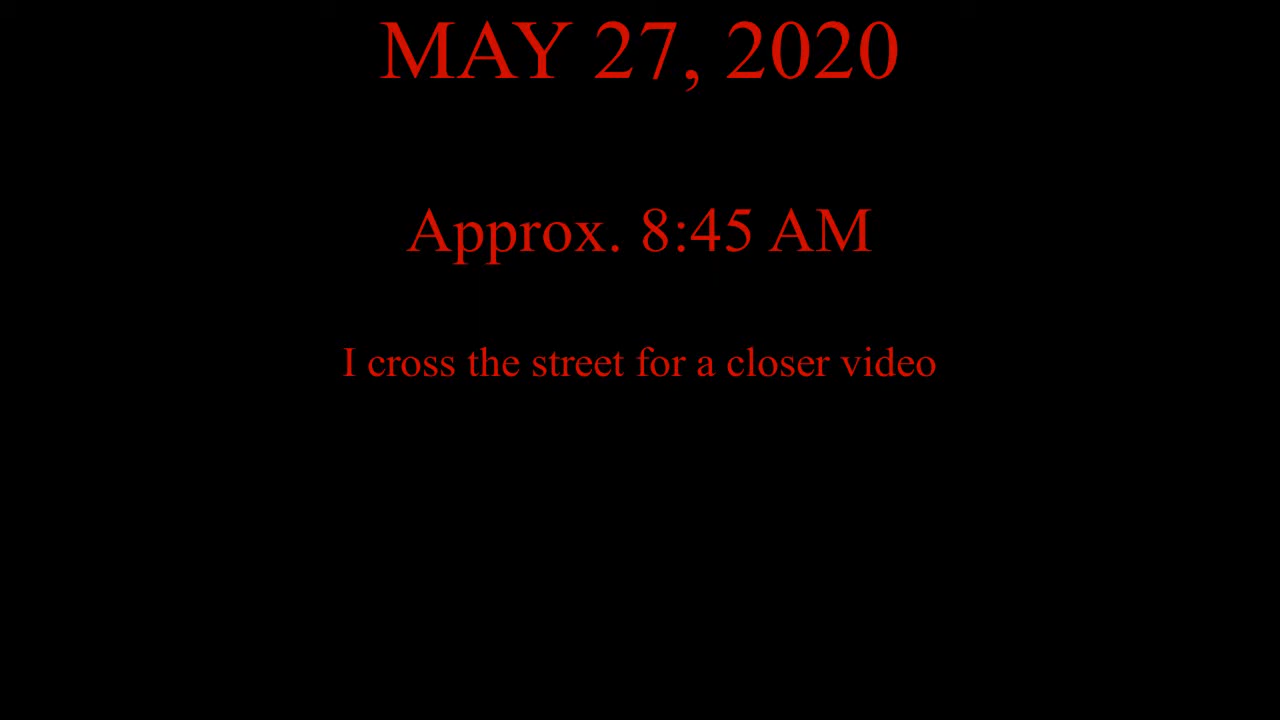 MAY 27, 2020
Approx. 8:45 AM
I cross the street for a closer video